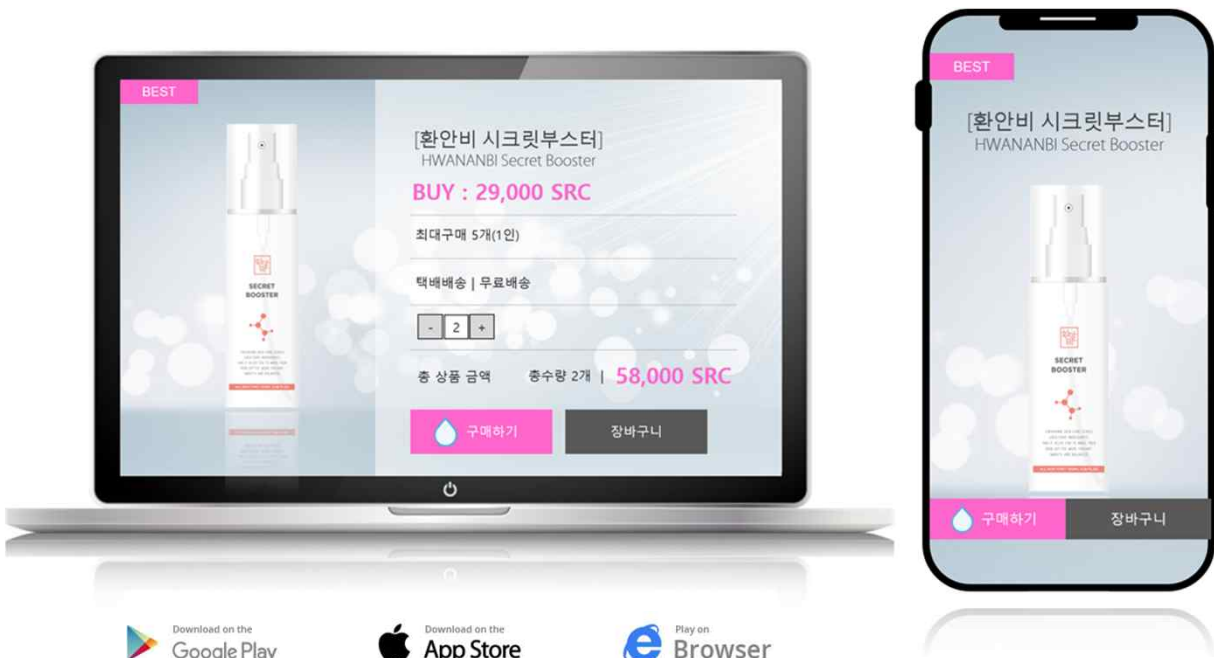 BEST
[환안비 시크릿부스터]
HWANANBI Secret Booster
BUY : 29,000 SRC
최대구매 5개(1인)
택배배송 | 무료배송
- 2 +
총 상품 금액 총수량 2개 | 58,000 SRC
구매하기 장바구니
SECRET
BOOSTER
BEST
[환안비 시크릿부스터]
HWANANBI Secret Booster
SECRET
BOOSTER
구매하기 장바구니
Download on the
Google Play
Download on the
App Store
Play on
Browser